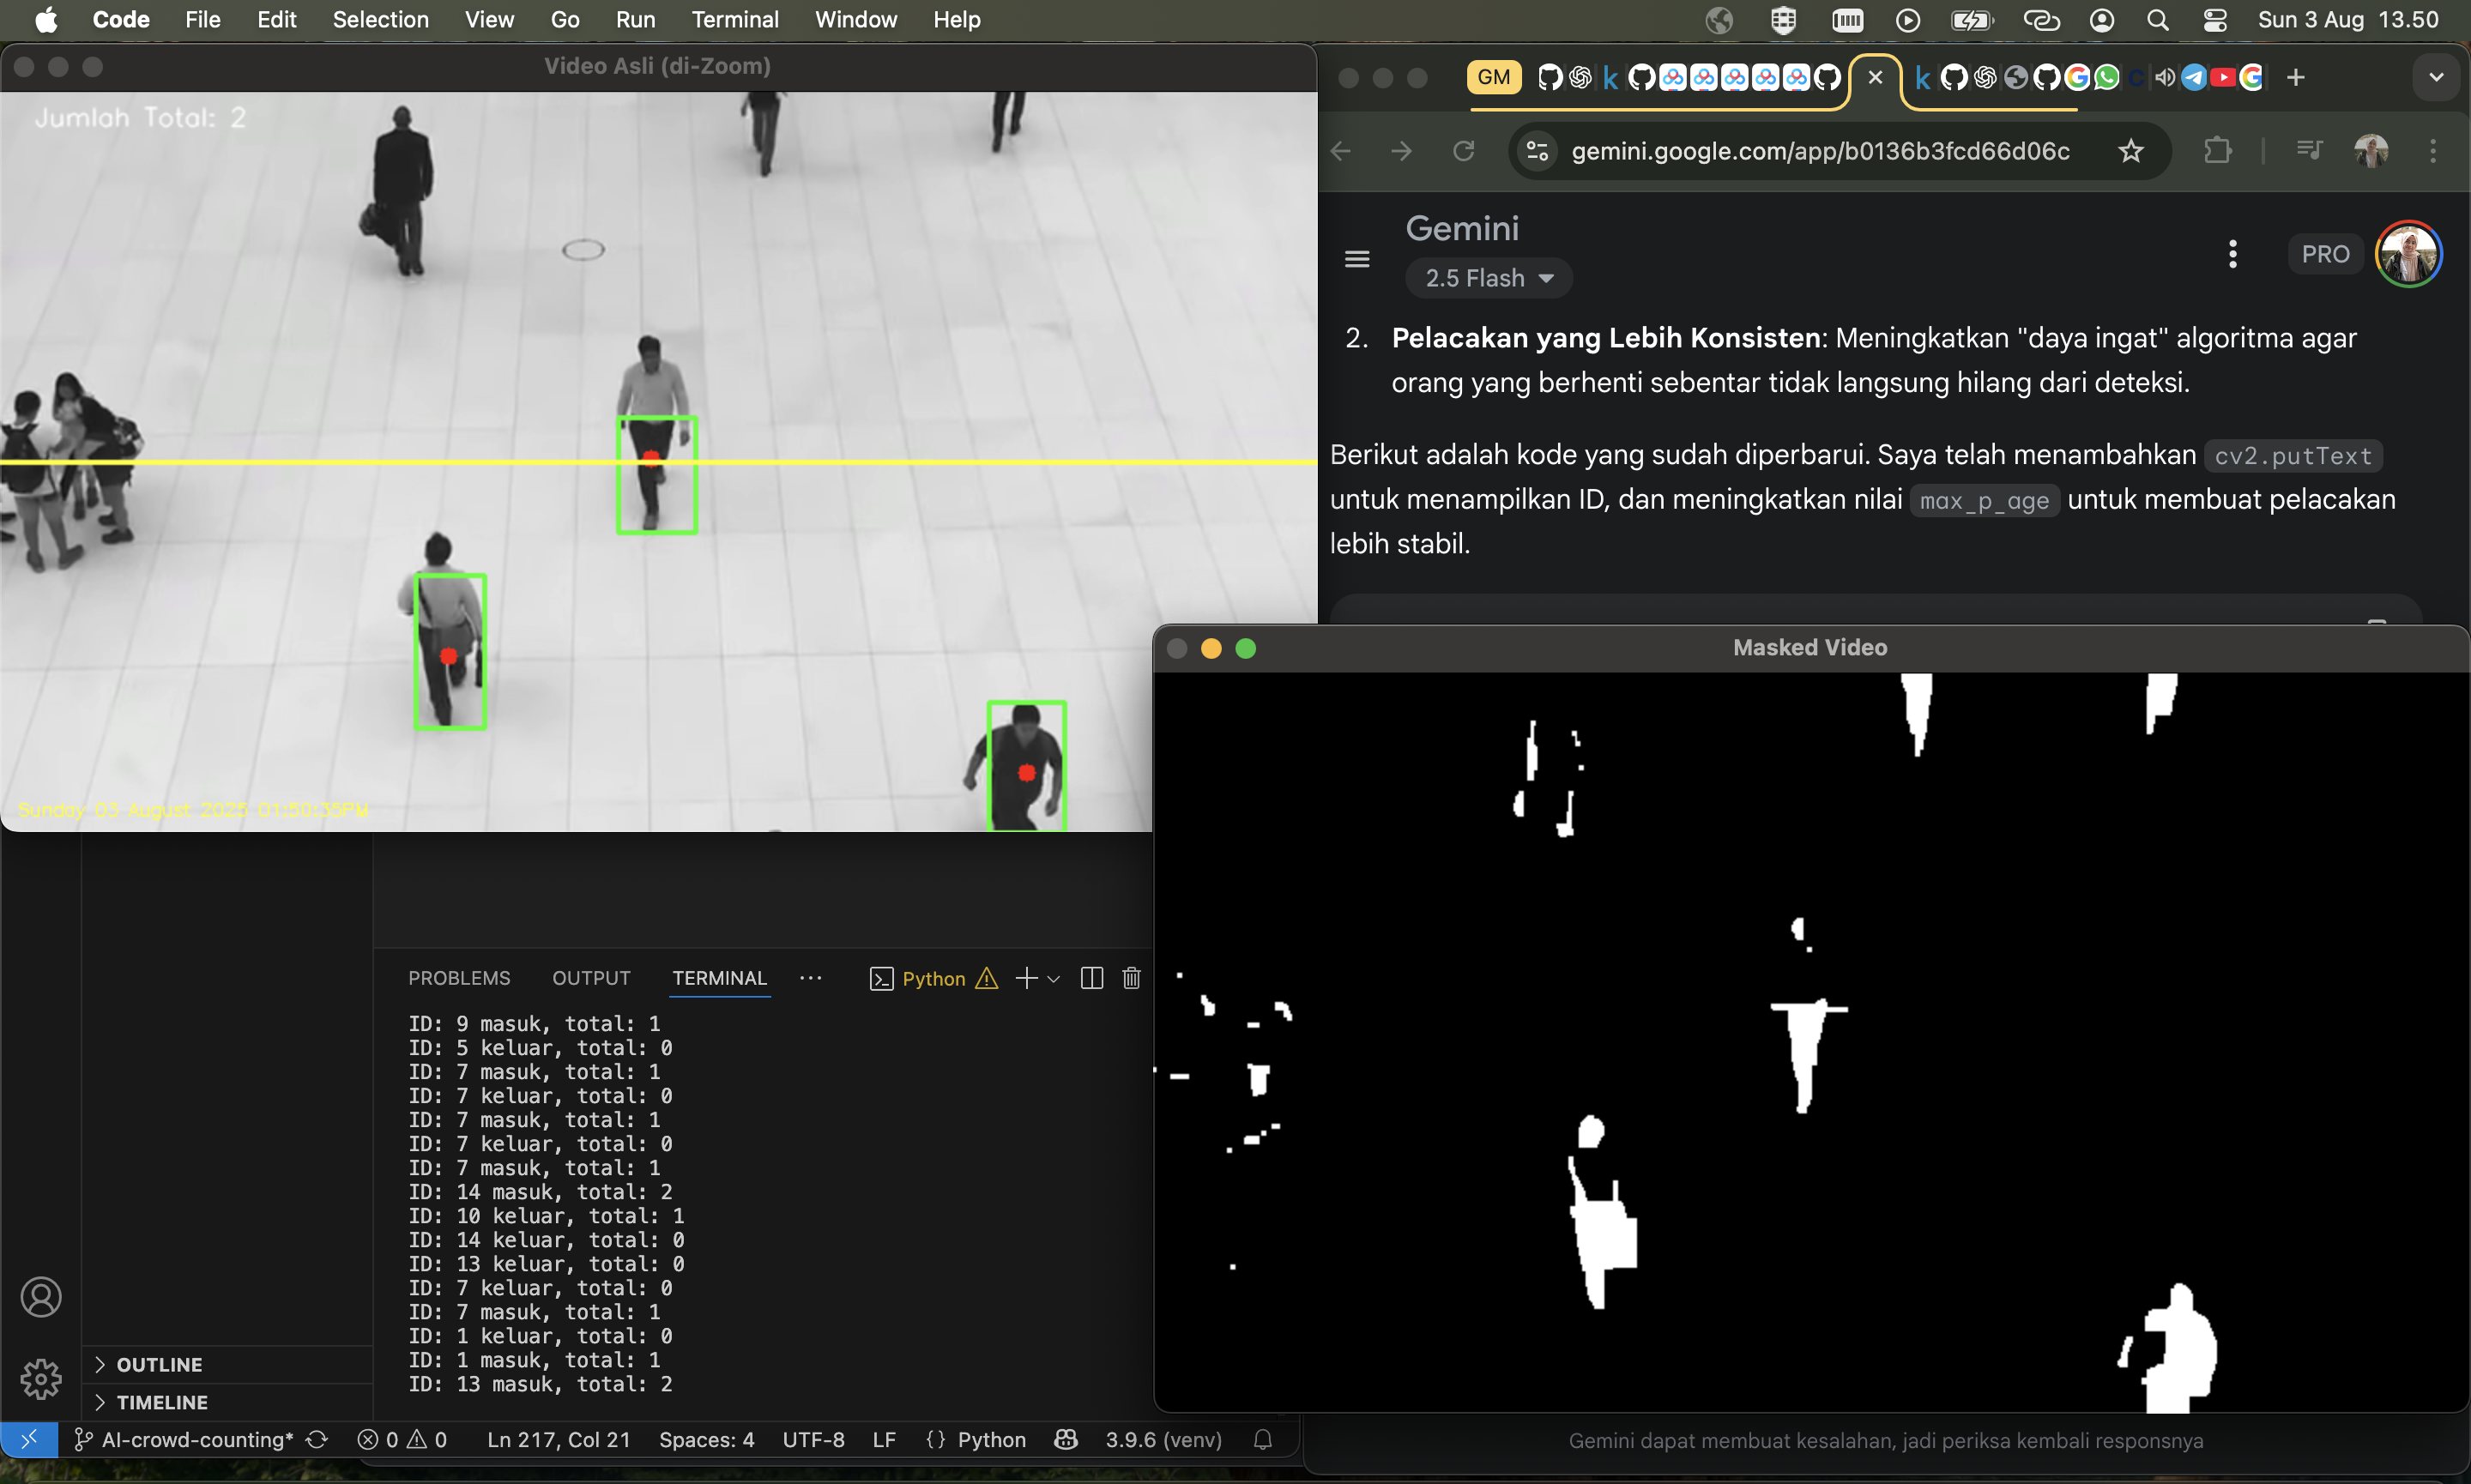 Code File Edit Selection View Go Run Terminal Window Help Sun 3 Aug 13.50
Video Asli (di-Zoom)
Jumlah Total: 2
Sunday 03 August 2025 01:50:35PM
GM
gemini.google.com/app/b0136b3fcd66d06c
Gemini
2.5 Flash
PRO
2. Pelacakan yang Lebih Konsisten: Meningkatkan "daya ingat" algoritma agar
orang yang berhenti sebentar tidak langsung hilang dari deteksi.
Berikut adalah kode yang sudah diperbarui. Saya telah menambahkan cv2.putText
untuk menampilkan ID, dan meningkatkan nilai max_p_age untuk membuat pelacakan
lebih stabil.
Masked Video
PROBLEMS OUTPUT TERMINAL ··· Python
ID: 9 masuk, total: 1
ID: 5 keluar, total: 0
ID: 7 masuk, total: 1
ID: 7 keluar, total: 0
ID: 7 masuk, total: 1
ID: 7 keluar, total: 0
ID: 7 masuk, total: 1
ID: 14 masuk, total: 2
ID: 10 keluar, total: 1
ID: 14 keluar, total: 0
ID: 13 keluar, total: 0
ID: 7 keluar, total: 0
ID: 7 masuk, total: 1
ID: 1 keluar, total: 0
ID: 1 masuk, total: 1
ID: 13 masuk, total: 2
OUTLINE
TIMELINE
AI-crowd-counting* 0 0 Ln 217, Col 21 Spaces: 4 UTF-8 LF {} Python 3.9.6 (venv)
Gemini dapat membuat kesalahan, jadi periksa kembali responsnya